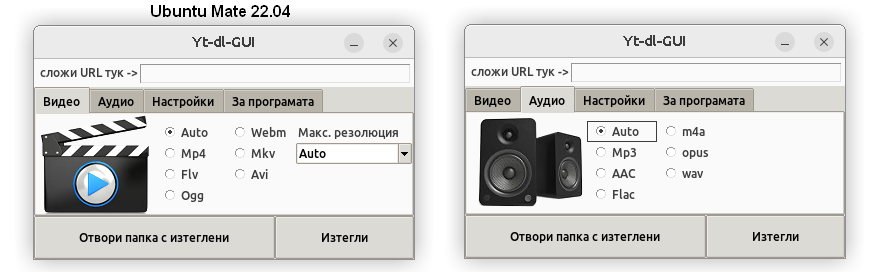 Ubuntu Mate 22.04
Yt-dl-GUI
сложи URL тук ->
Видео Аудио Настройки За програмата
Auto Webm Макс. резолюция
Mp4 Mkv Auto
Flv Avi
Ogg
Отвори папка с изтеглени Изтегли
Yt-dl-GUI
сложи URL тук ->
Видео Аудио Настройки За програмата
Auto m4a
Mp3 opus
AAC wav
Flac
Отвори папка с изтеглени Изтегли